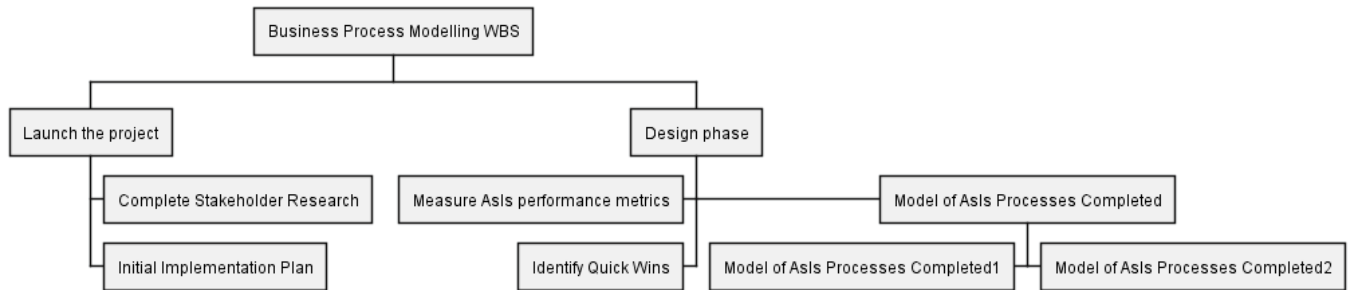 Business Process Modelling WBS
Launch the project
Design phase
Complete Stakeholder Research
Measure AsIs performance metrics
Model of AsIs Processes Completed
Initial Implementation Plan
Identify Quick Wins
Model of AsIs Processes Completed1
Model of AsIs Processes Completed2